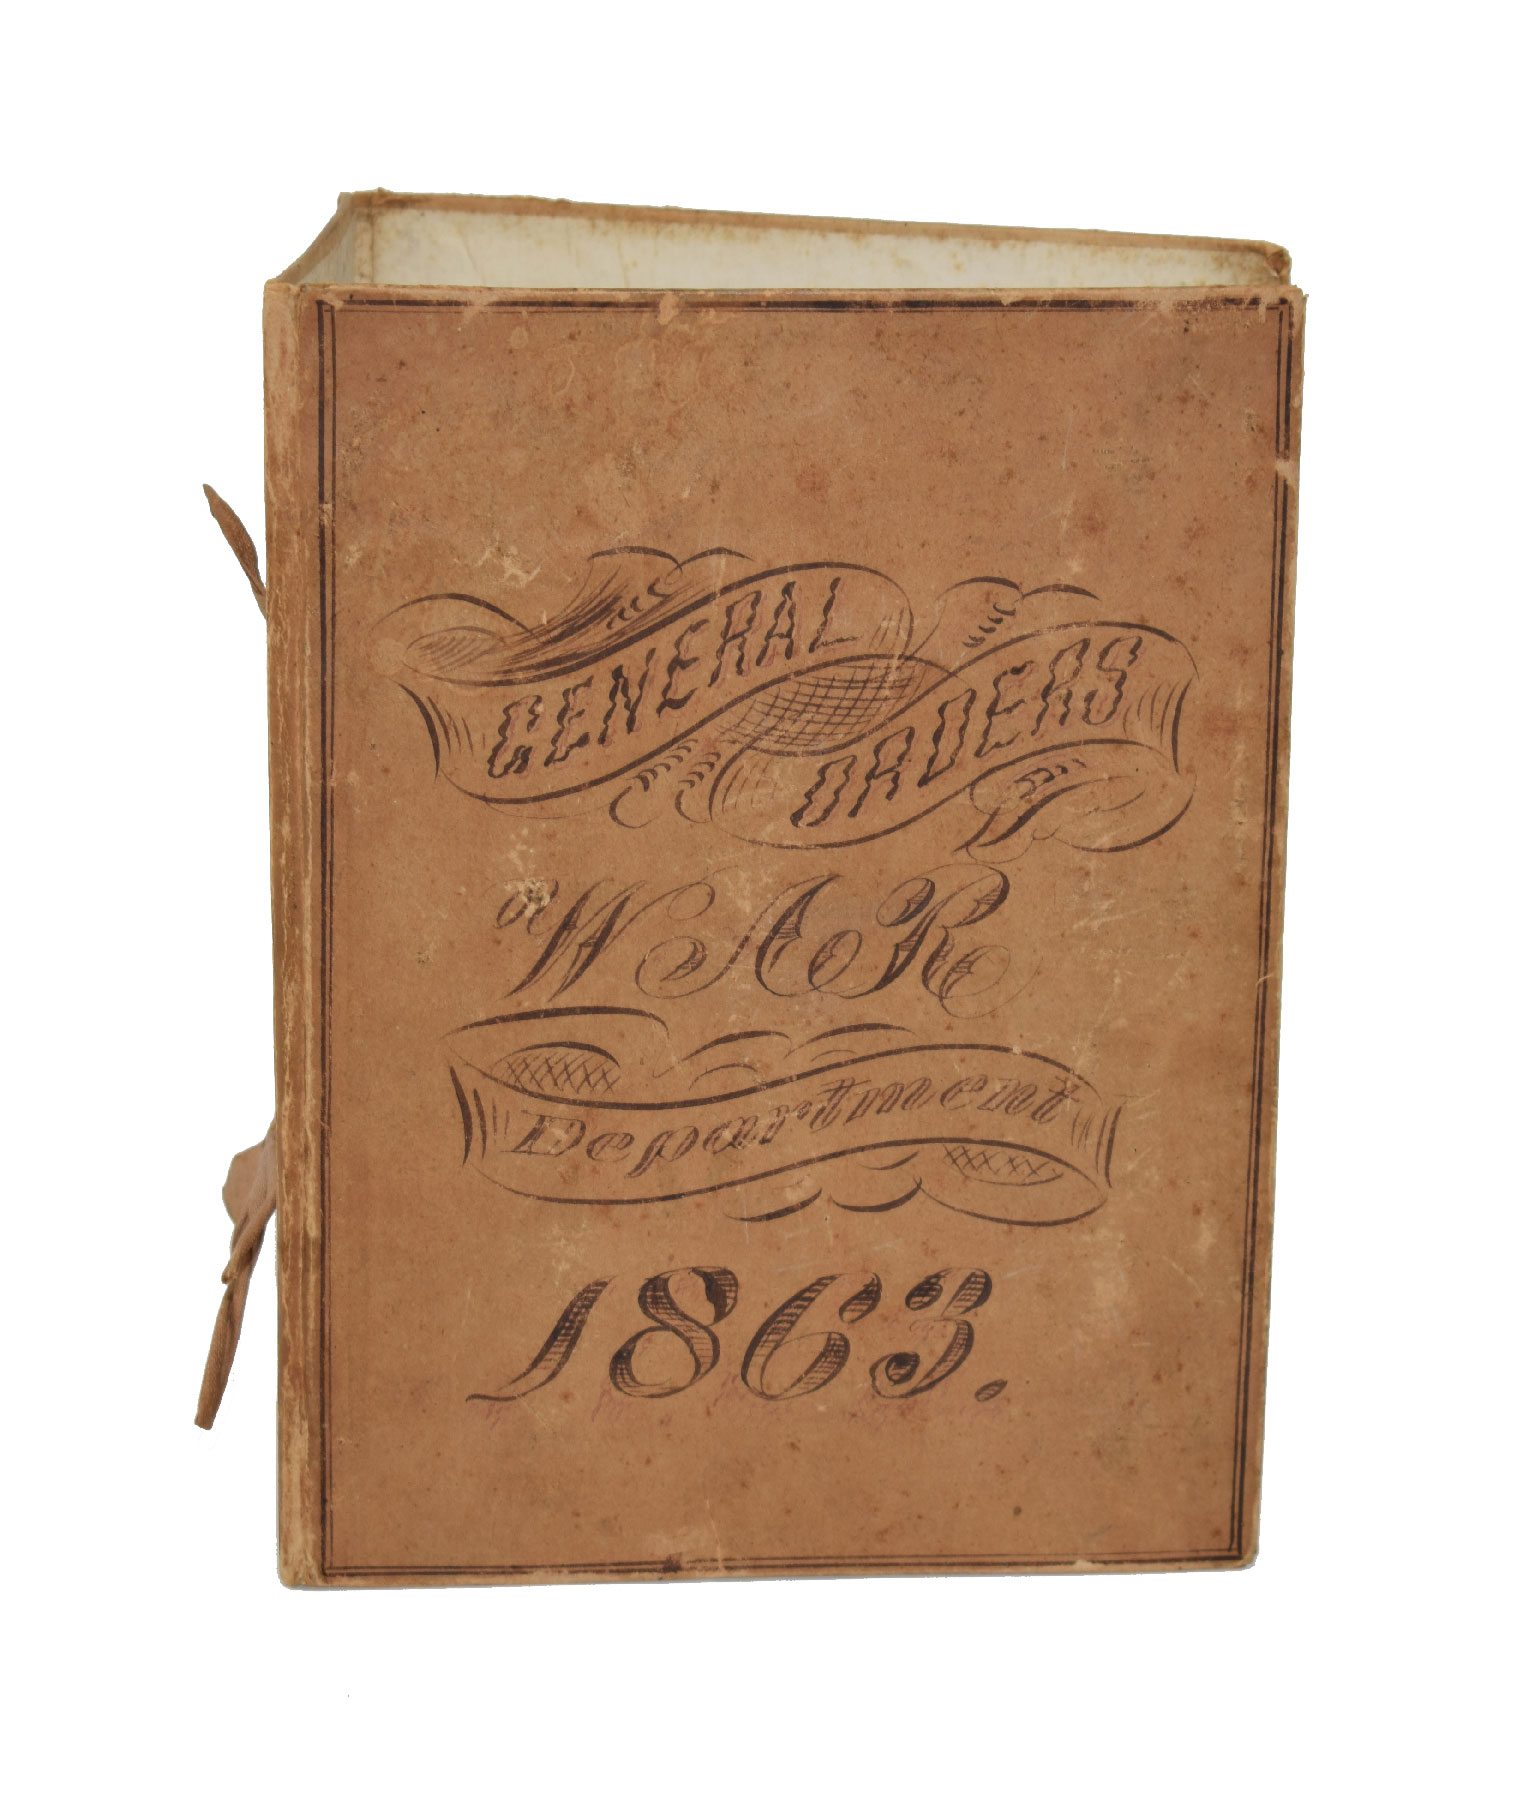 GENERAL
ORDERS
WAR
Department
1863.